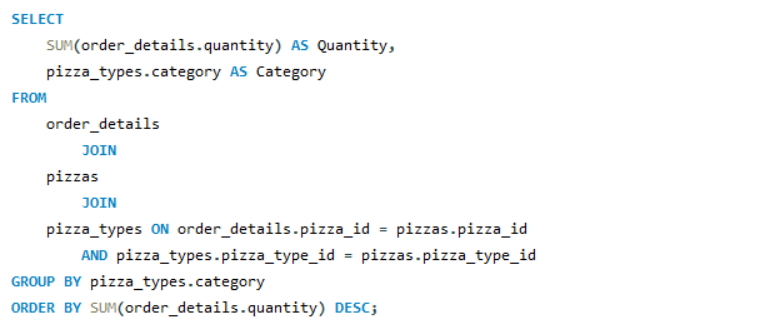 SELECT
SUM(order_details.quantity) AS Quantity,
pizza_types.category AS Category
FROM
order_details
JOIN
pizzas
JOIN
pizza_types ON order_details.pizza_id = pizzas.pizza_id
AND pizza_types.pizza_type_id = pizzas.pizza_type_id
GROUP BY pizza_types.category
ORDER BY SUM(order_details.quantity) DESC;